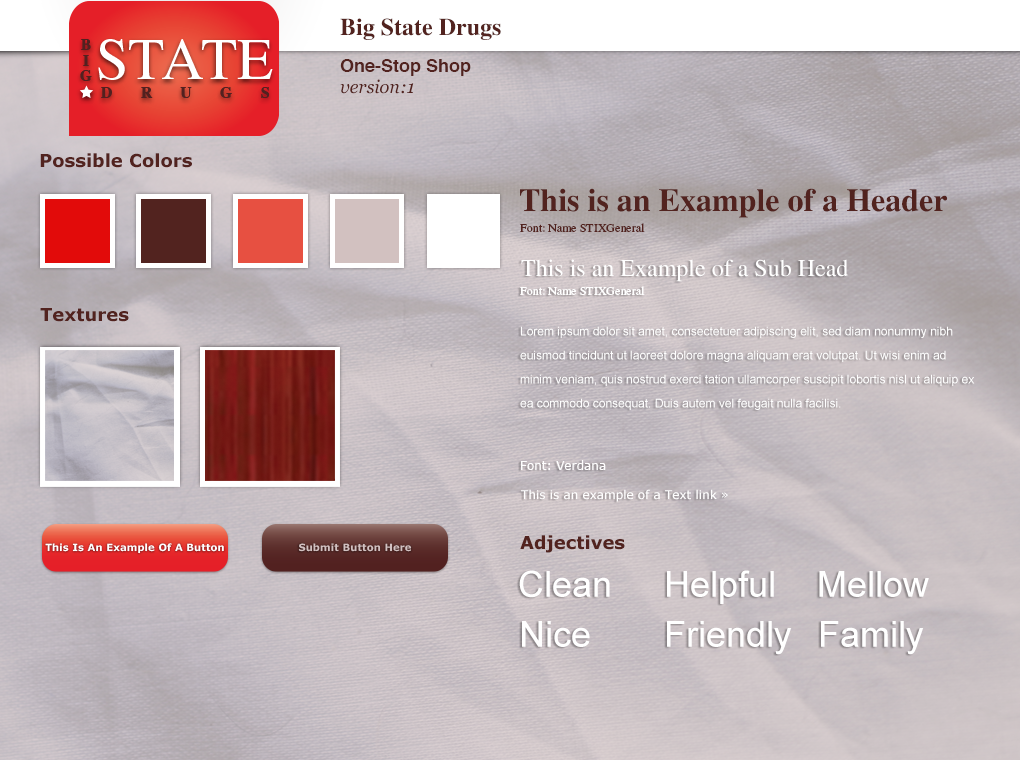 BIG
STATE
DRUGS
Big State Drugs
One-Stop Shop
version:1
Possible Colors
Textures
This Is An Example Of A Button
Submit Button Here
This is an Example of a Header
Font: Name STIXGeneral
This is an Example of a Sub Head
Font: Name STIXGeneral
Lorem ipsum dolor sit amet, consectetuer adipiscing elit, sed diam nonummy nibh
euismod tincidunt ut laoreet dolore magna aliquam erat volutpat. Ut wisi enim ad
minim veniam, quis nostrud exerci tation ullamcorper suscipit lobortis nisl ut aliquip ex
ea commodo consequat. Duis autem vel feugait nulla facilisi.
Font: Verdana
This is an example of a Text link »
Adjectives
Clean Helpful Mellow
Nice Friendly Family